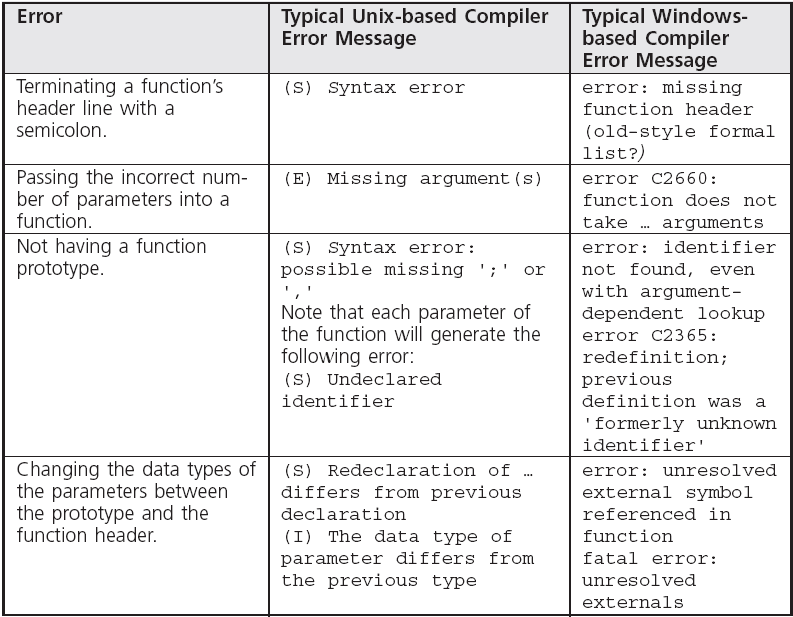 Error
Typical Unix-based Compiler
Error Message
Typical Windows-
based Compiler
Error Message
Terminating a function's
header line with a
semicolon.
(S) Syntax error
error: missing
function header
(old-style formal
list?)
Passing the incorrect num-
ber of parameters into a
function.
(E) Missing argument(s)
error C2660:
function does not
take … arguments
Not having a function
prototype.
(S) Syntax error:
possible missing ';' or
','
Note that each parameter of
the function will generate the
following error:
(S) Undeclared
identifier
error: identifier
not found, even
with argument-
dependent lookup
error C2365:
redefinition;
previous
definition was a
'formerly unknown
identifier'
Changing the data types of
the parameters between
the prototype and the
function header.
(S) Redeclaration of …
differs from previous
declaration
(I) The data type of
parameter differs from
the previous type
error: unresolved
external symbol
referenced in
function
fatal error:
unresolved
externals